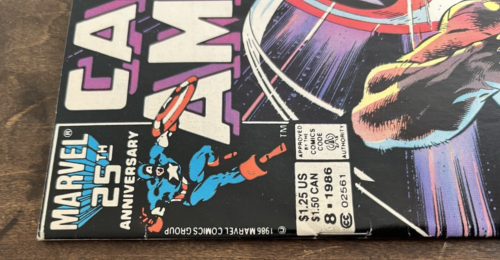 CA
AM
MARVEL®
25TH
ANNIVERSARY
TM
© 1986 MARVEL COMICS GROUP
$1.25 US
$1.50 CAN
8 1986
CC 02561
APPROVED
BY THE
COMICS
CODE
AUTHORITY